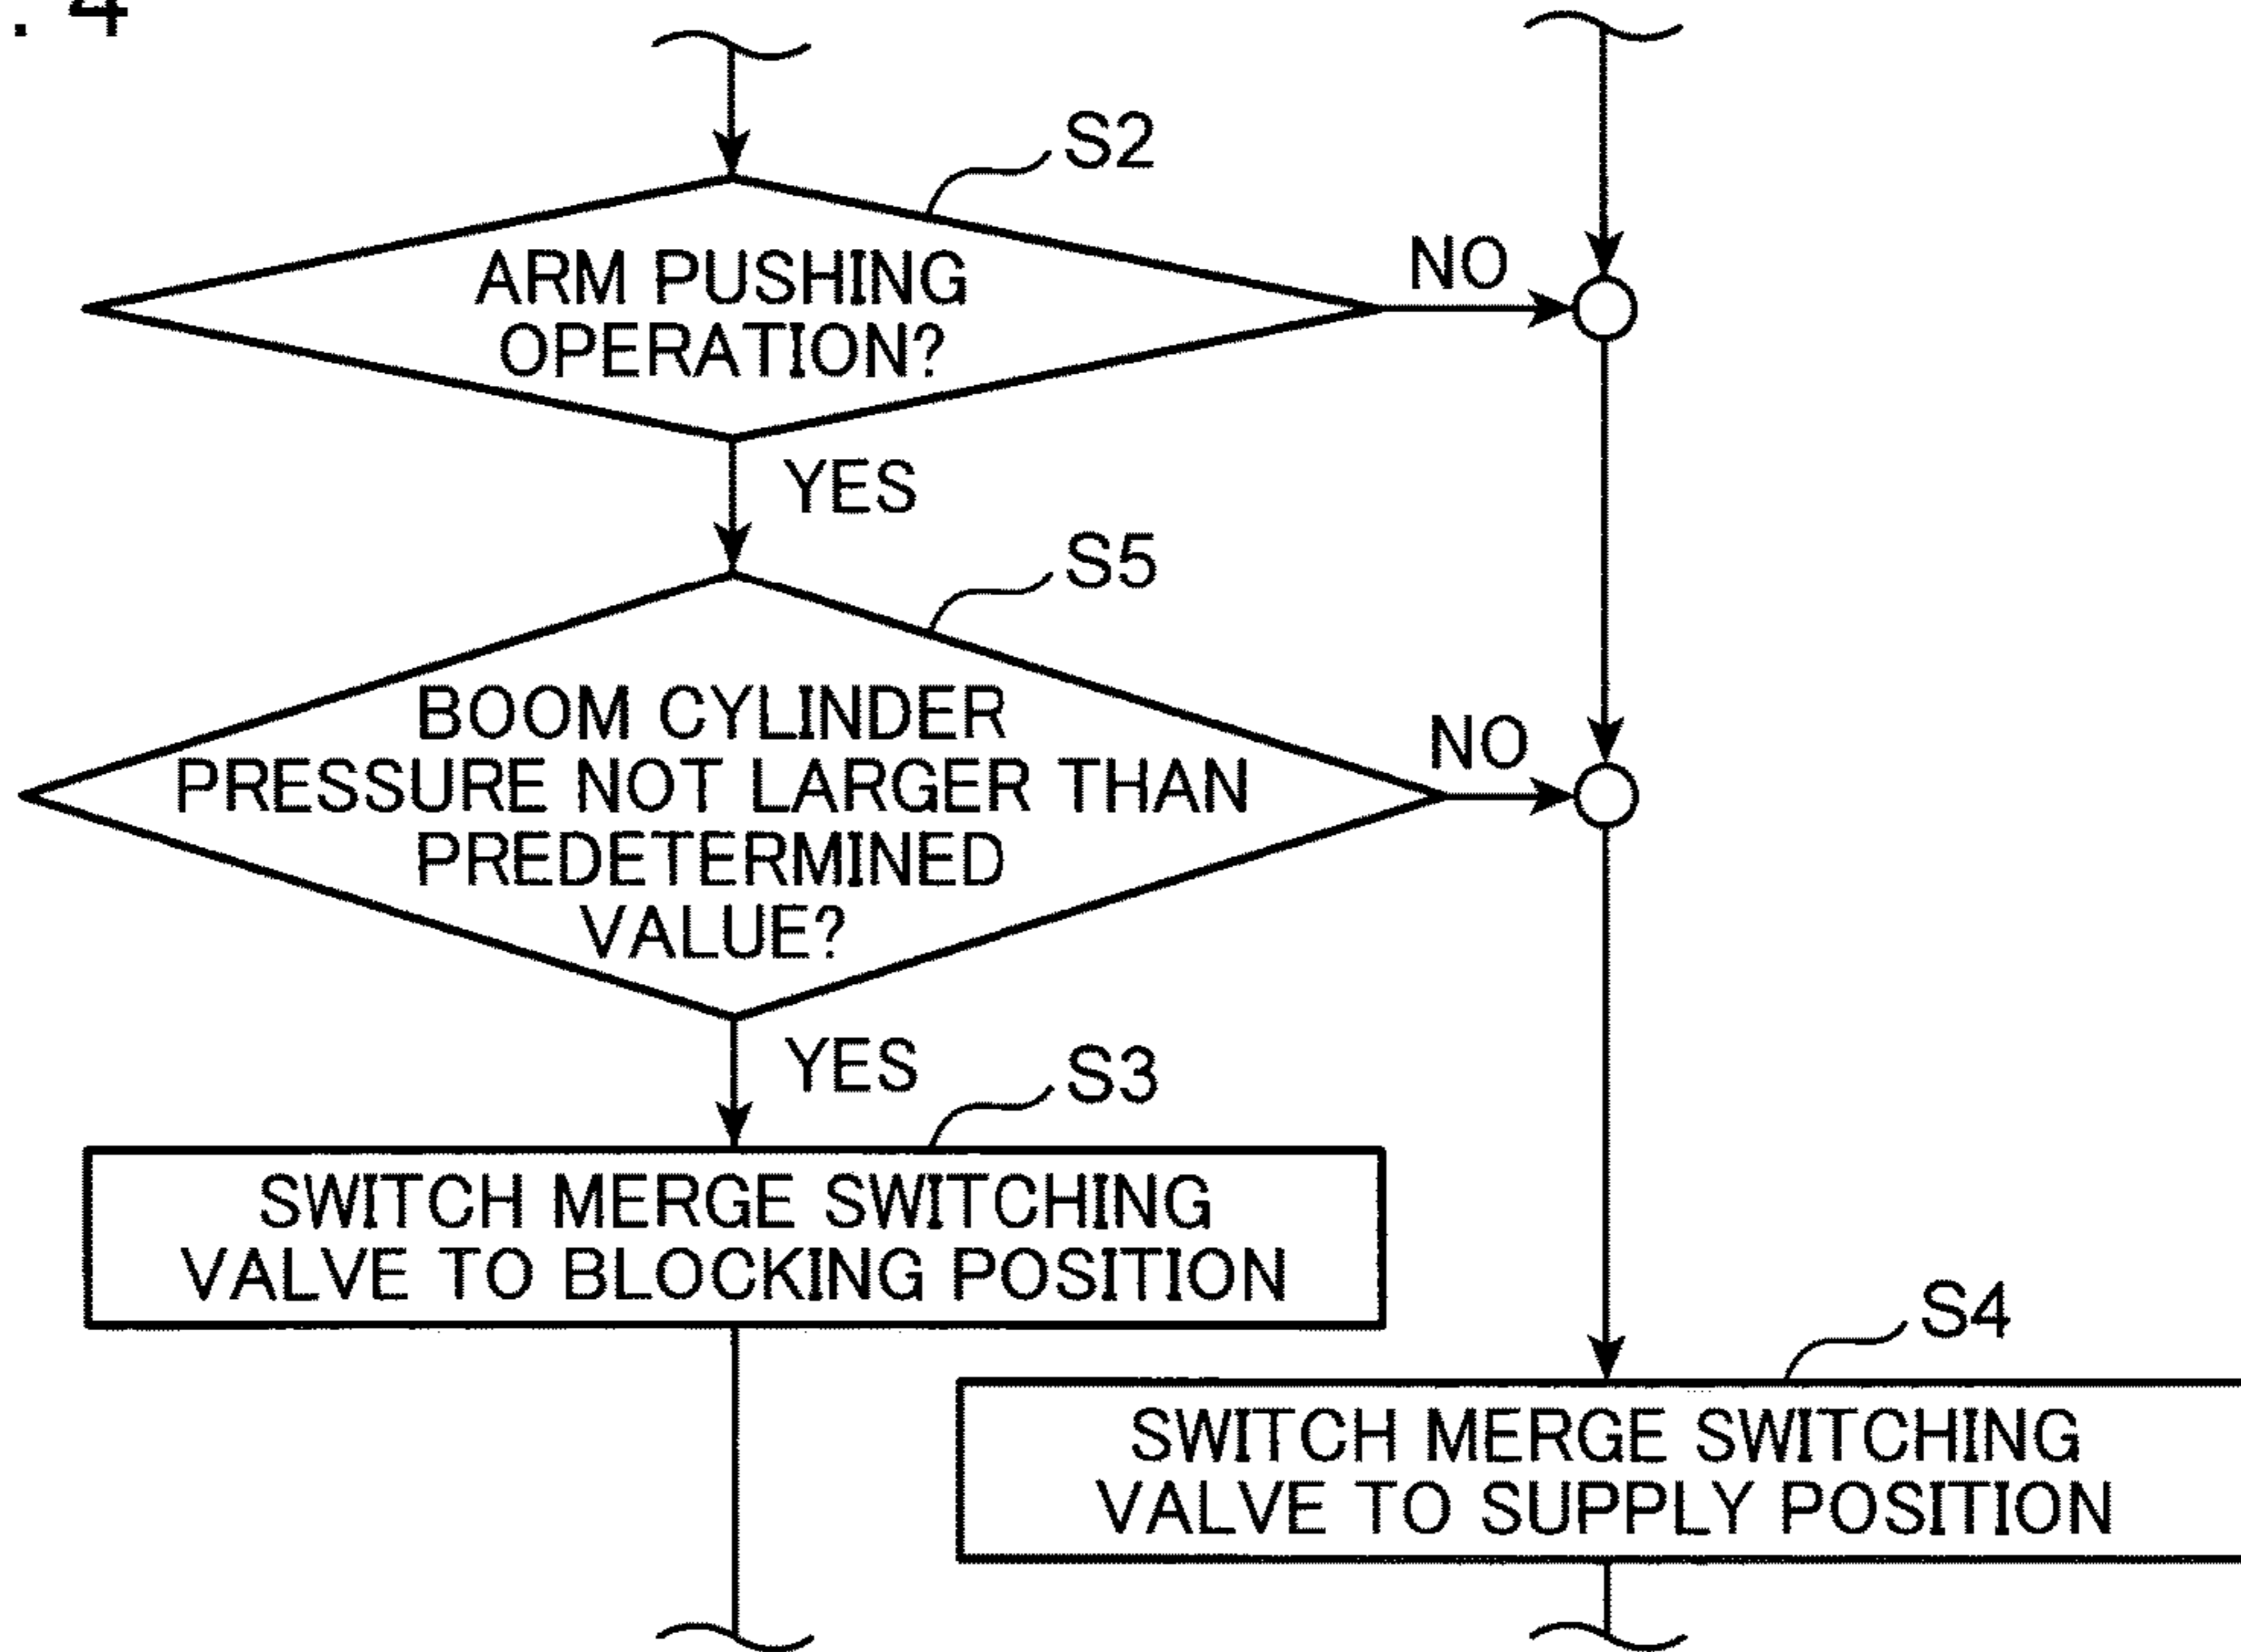 . 4
S2
ARM PUSHING
OPERATION?
NO
YES
S5
BOOM CYLINDER
PRESSURE NOT LARGER THAN
PREDETERMINED
VALUE?
NO
YES
S3
SWITCH MERGE SWITCHING
VALVE TO BLOCKING POSITION
S4
SWITCH MERGE SWITCHING
VALVE TO SUPPLY POSITION